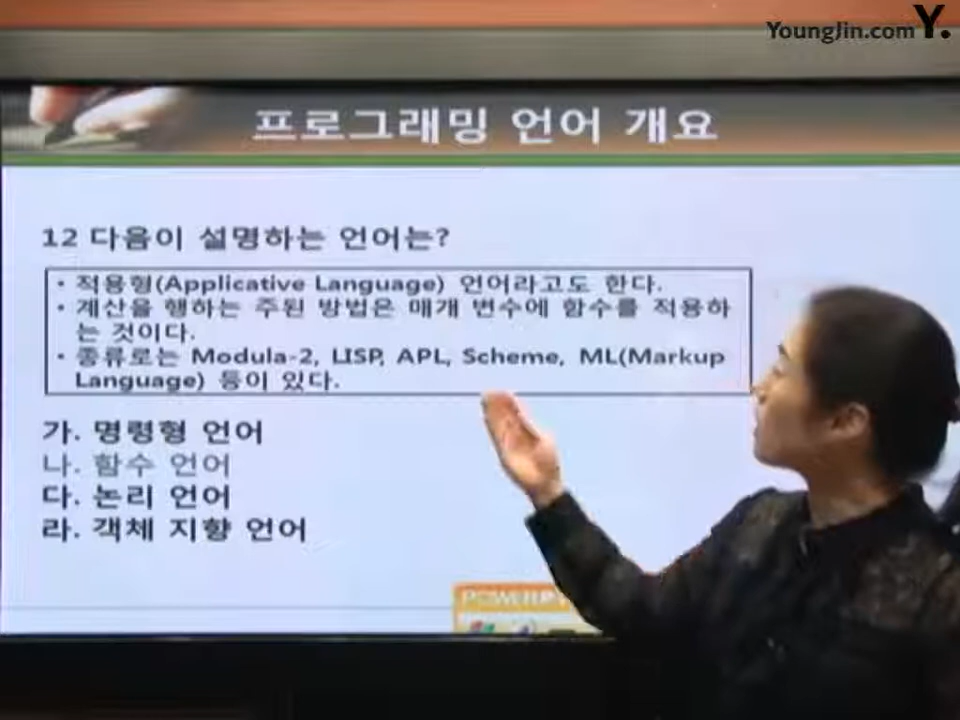 YoungJin.com Y.
프로그래밍 언어 개요
12 다음이 설명하는 언어는?
• 적용형(Applicative Language) 언어라고도 한다.
• 계산을 행하는 주된 방법은 매개 변수에 함수를 적용하
는 것이다.
• 종류로는 Modula-2, LISP, APL, Scheme, ML(Markup
Language) 등이 있다.
가. 명령형 언어
나. 함수 언어
다. 논리 언어
라. 객체 지향 언어